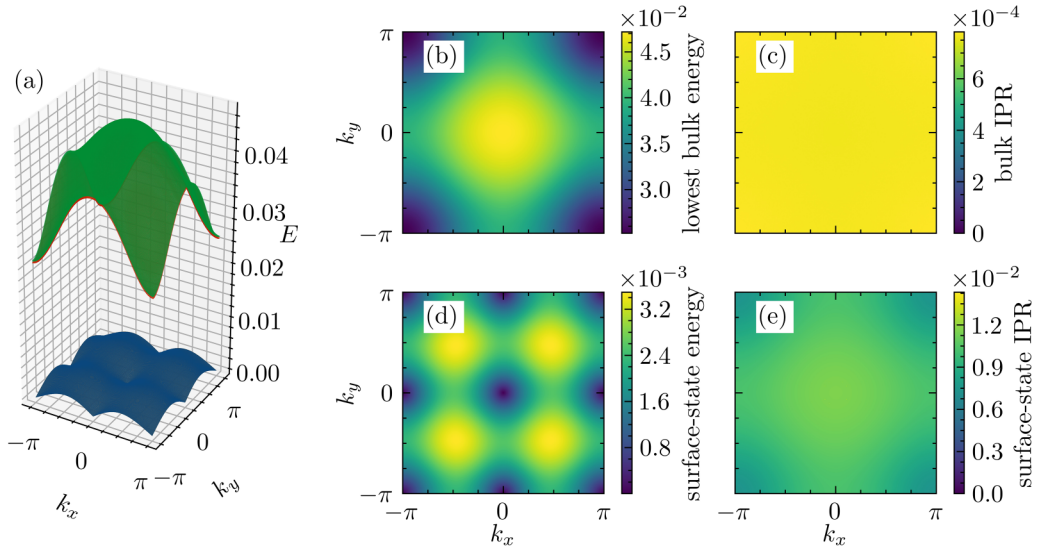 (a)
0.04
0.03
E
0.02
0.01
0.00
−π
0
π
k_x
−π
0
π
k_y
(b)
π
0
−π
k_y
×10⁻²
4.5
4.0
3.5
3.0
lowest bulk energy
(c)
×10⁻⁴
6
4
2
0
bulk IPR
(d)
π
0
−π
k_y
−π
0
π
k_x
×10⁻³
3.2
2.4
1.6
0.8
surface-state energy
(e)
−π
0
π
k_x
×10⁻²
1.2
0.9
0.6
0.3
0.0
surface-state IPR